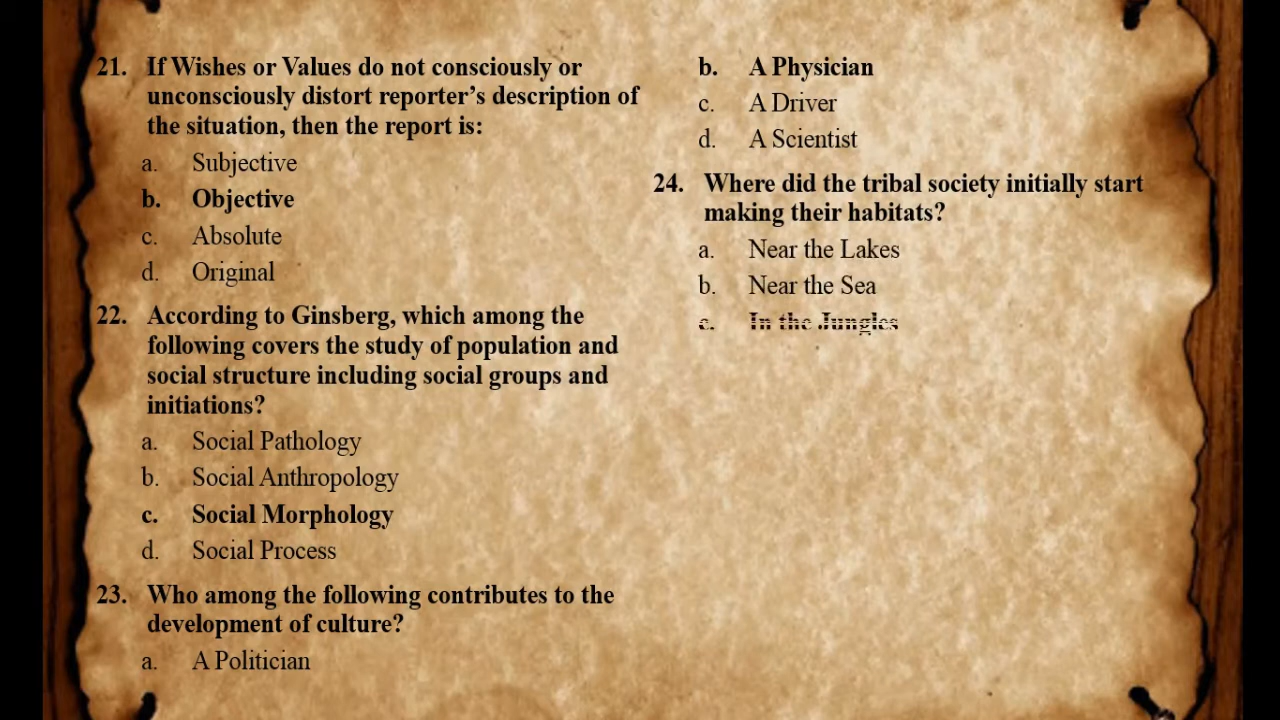 21. If Wishes or Values do not consciously or
unconsciously distort reporter's description of
the situation, then the report is:
a. Subjective
b. Objective
c. Absolute
d. Original
22. According to Ginsberg, which among the
following covers the study of population and
social structure including social groups and
initiations?
a. Social Pathology
b. Social Anthropology
c. Social Morphology
d. Social Process
23. Who among the following contributes to the
development of culture?
a. A Politician
b. A Physician
c. A Driver
d. A Scientist
24. Where did the tribal society initially start
making their habitats?
a. Near the Lakes
b. Near the Sea
c. In the Jungles